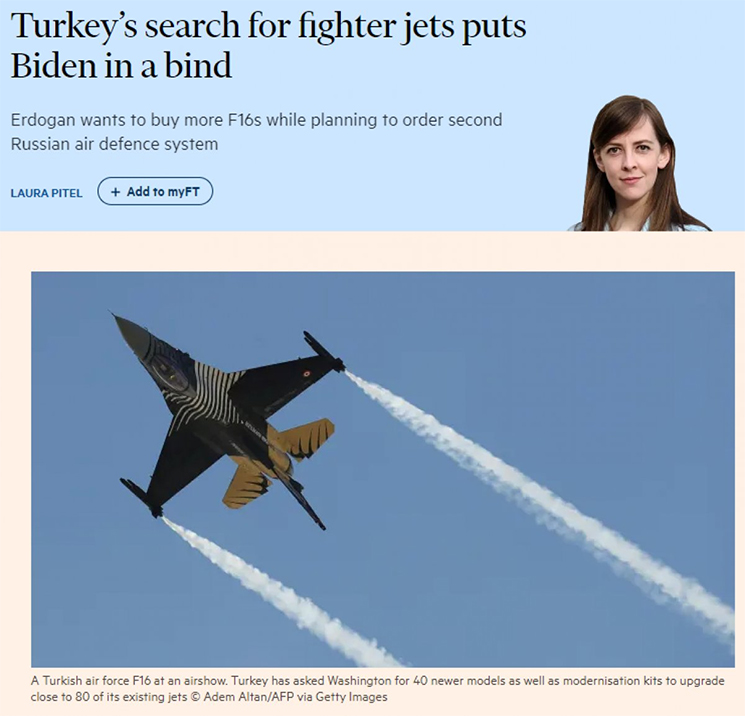 Turkey’s search for fighter jets puts
Biden in a bind
Erdogan wants to buy more F16s while planning to order second
Russian air defence system
LAURA PITEL
+ Add to myFT
A Turkish air force F16 at an airshow. Turkey has asked Washington for 40 newer models as well as modernisation kits to upgrade
close to 80 of its existing jets © Adem Altan/AFP via Getty Images